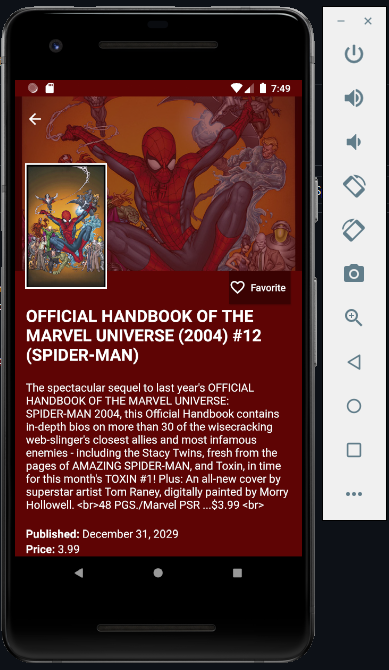 7:49
Favorite
OFFICIAL HANDBOOK OF THE
MARVEL UNIVERSE (2004) #12
(SPIDER-MAN)
The spectacular sequel to last year's OFFICIAL
HANDBOOK OF THE MARVEL UNIVERSE:
SPIDER-MAN 2004, this Official Handbook contains
in-depth bios on more than 30 of the wisecracking
web-slinger's closest allies and most infamous
enemies - including the Stacy Twins, fresh from the
pages of AMAZING SPIDER-MAN, and Toxin, in time
for this month's TOXIN #1! Plus: An all-new cover by
superstar artist Tom Raney, digitally painted by Morry
Hollowell. <br>48 PGS./Marvel PSR ...$3.99 <br>
Published: December 31, 2029
Price: 3.99